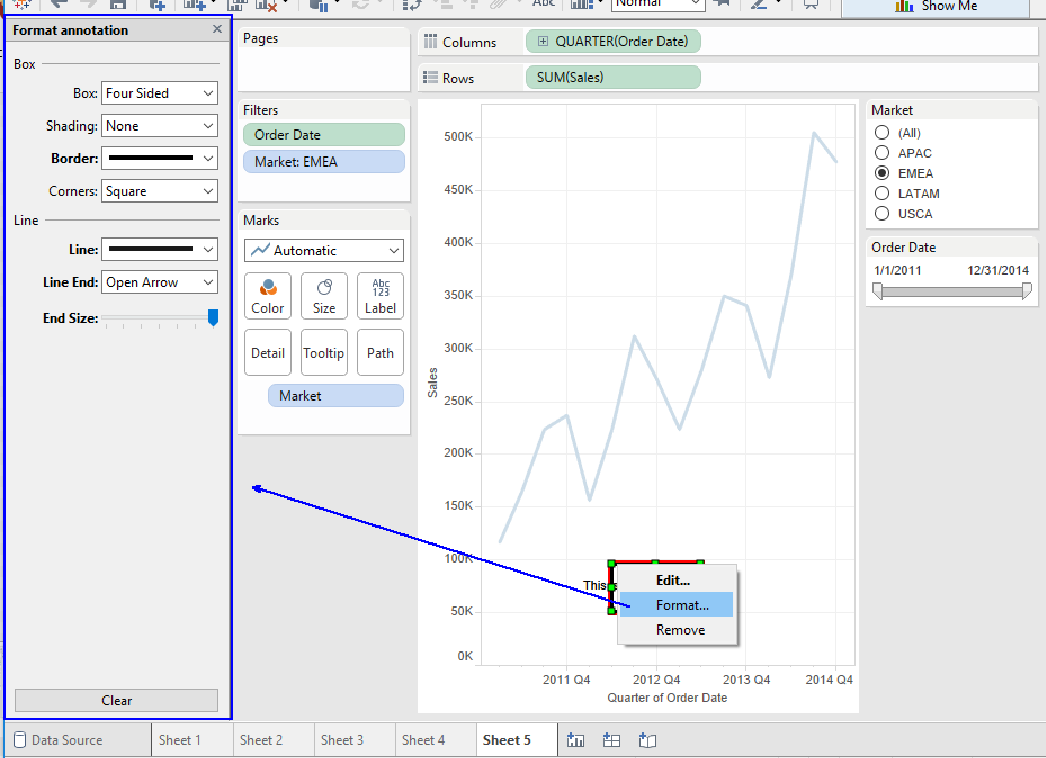 Abc
Normal
Show Me
Format annotation
Box
Box: Four Sided
Shading: None
Border:
Corners: Square
Line
Line:
Line End: Open Arrow
End Size:
Clear
Pages
Filters
Order Date
Market: EMEA
Marks
Automatic
Color
Size
Abc
123
Label
Detail
Tooltip
Path
Market
Columns
QUARTER(Order Date)
Rows
SUM(Sales)
500K
450K
400K
350K
300K
250K
200K
150K
100K
50K
0K
Sales
This
Edit...
Format...
Remove
2011 Q4
2012 Q4
2013 Q4
2014 Q4
Quarter of Order Date
Market
(All)
APAC
EMEA
LATAM
USCA
Order Date
1/1/2011
12/31/2014
Data Source
Sheet 1
Sheet 2
Sheet 3
Sheet 4
Sheet 5